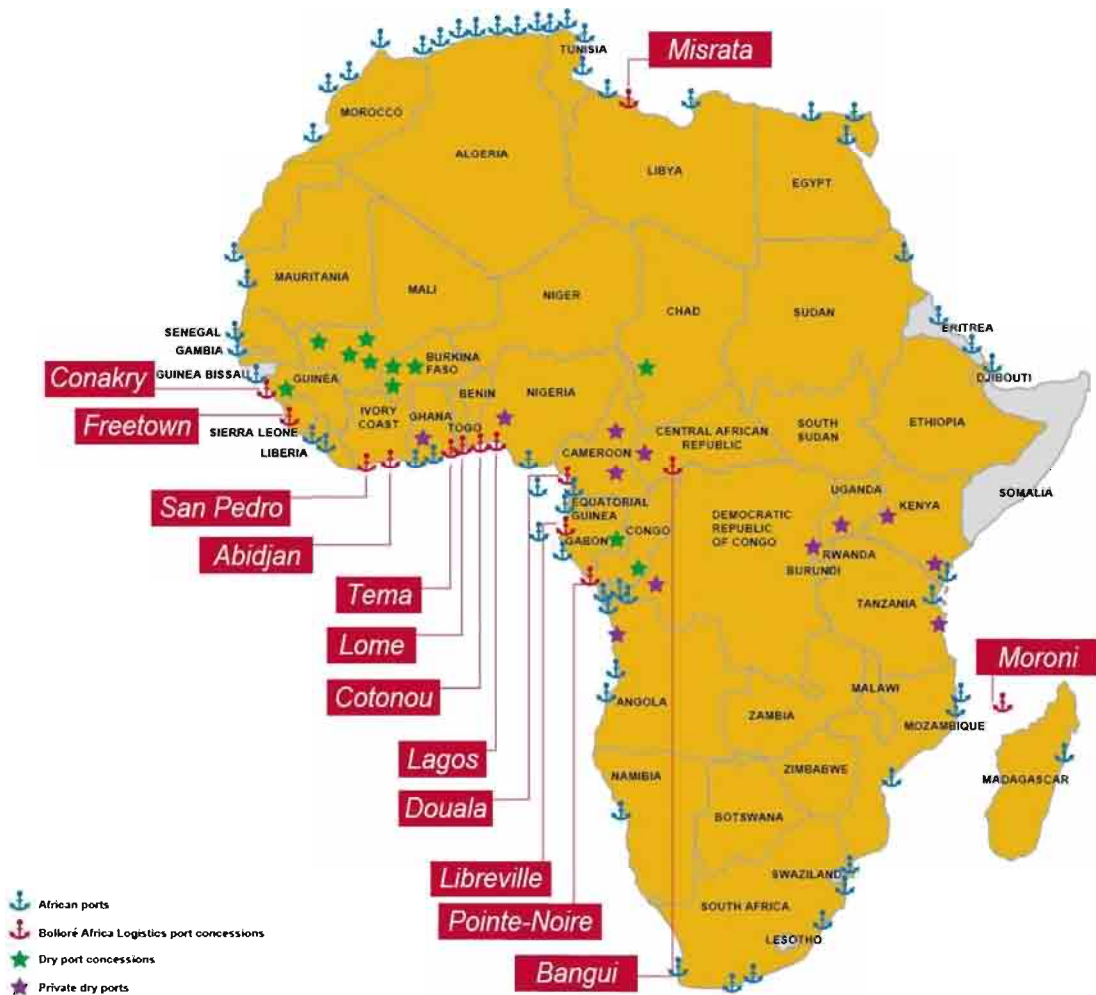 Misrata
TUNISIA
MOROCCO
ALGERIA
LIBYA
EGYPT
MAURITANIA
MALI
NIGER
CHAD
SUDAN
ERITREA
SENEGAL
GAMBIA
GUINEA BISSAU
DJIBOUTI
Conakry
GUINEA
BURKINA
FASO
BENIN
NIGERIA
Freetown
IVORY
COAST
GHANA
TOGO
CENTRAL AFRICAN
REPUBLIC
SOUTH
SUDAN
ETHIOPIA
SIERRA LEONE
LIBERIA
CAMEROON
SOMALIA
San Pedro
EQUATORIAL
GUINEA
UGANDA
KENYA
DEMOCRATIC
REPUBLIC
OF CONGO
Abidjan
GABON
CONGO
RWANDA
BURUNDI
Tema
TANZANIA
Lome
Moroni
Cotonou
ANGOLA
MALAWI
ZAMBIA
MOZAMBIQUE
Lagos
NAMIBIA
ZIMBABWE
MADAGASCAR
Douala
BOTSWANA
Libreville
SWAZILAND
Pointe-Noire
SOUTH AFRICA
LESOTHO
Bangui
African ports
Bolloré Africa Logistics port concessions
Dry port concessions
Private dry ports